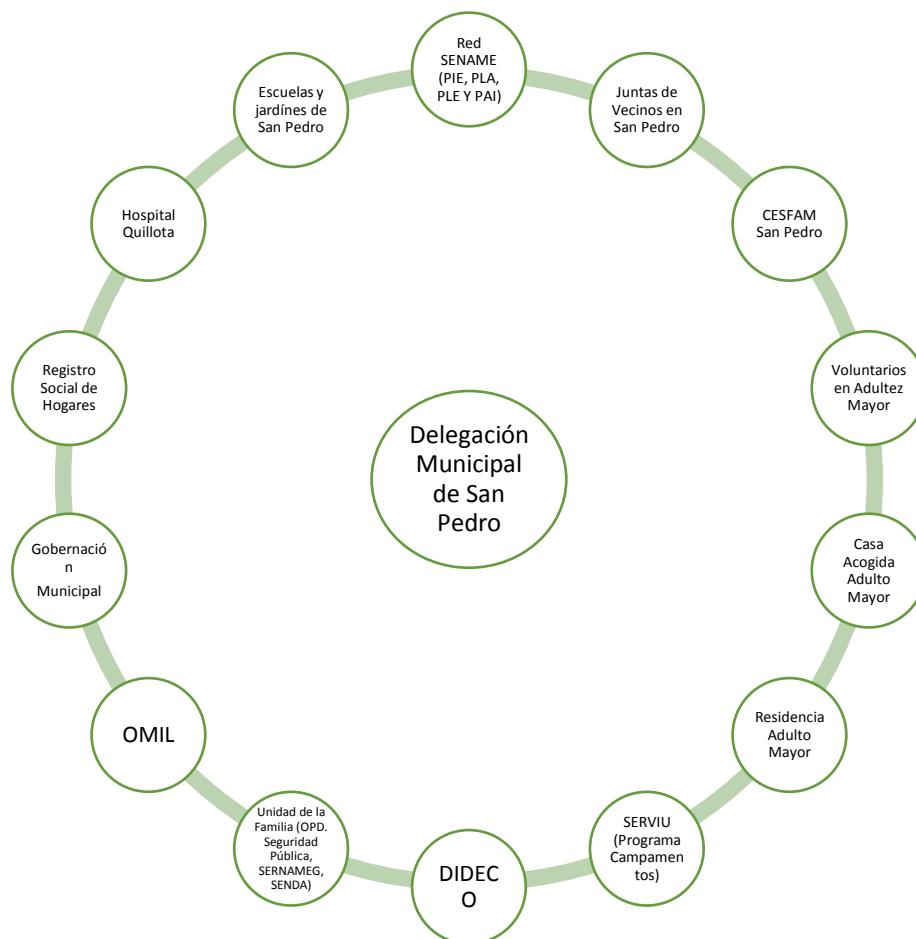 Red
SENAME
(PIE, PLA,
PLE Y PAI)
Juntas de
Vecinos en
San Pedro
CESFAM
San Pedro
Voluntarios
en Adultez
Mayor
Casa
Acogida
Adulto
Mayor
Residencia
Adulto
Mayor
SERVIU
(Programa
Campame
ntos)
DIDEC
O
Unidad de la
Familia (OPD.
Seguridad
Pública,
SERNAMEG,
SENDA)
OMIL
Gobernació
n
Municipal
Registro
Social de
Hogares
Hospital
Quillota
Escuelas y
jardínes de
San Pedro
Delegación
Municipal
de San
Pedro